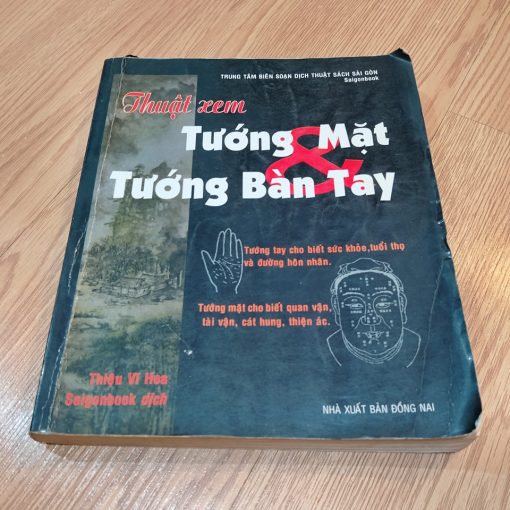 TRUNG TÂM BIÊN SOẠN DỊCH THUẬT SÁCH SÀI GÒN
Saigonbook
Thuật xem
Tướng Mặt
&
Tướng Bàn Tay
Tướng tay cho biết sức khỏe, tuổi thọ
và đường hôn nhân.
Tướng mặt cho biết quan vận,
tài vận, cát hung, thiện ác.
Thiệu Vĩ Hoa
Saigonbook dịch
NHÀ XUẤT BẢN ĐỒNG NAI